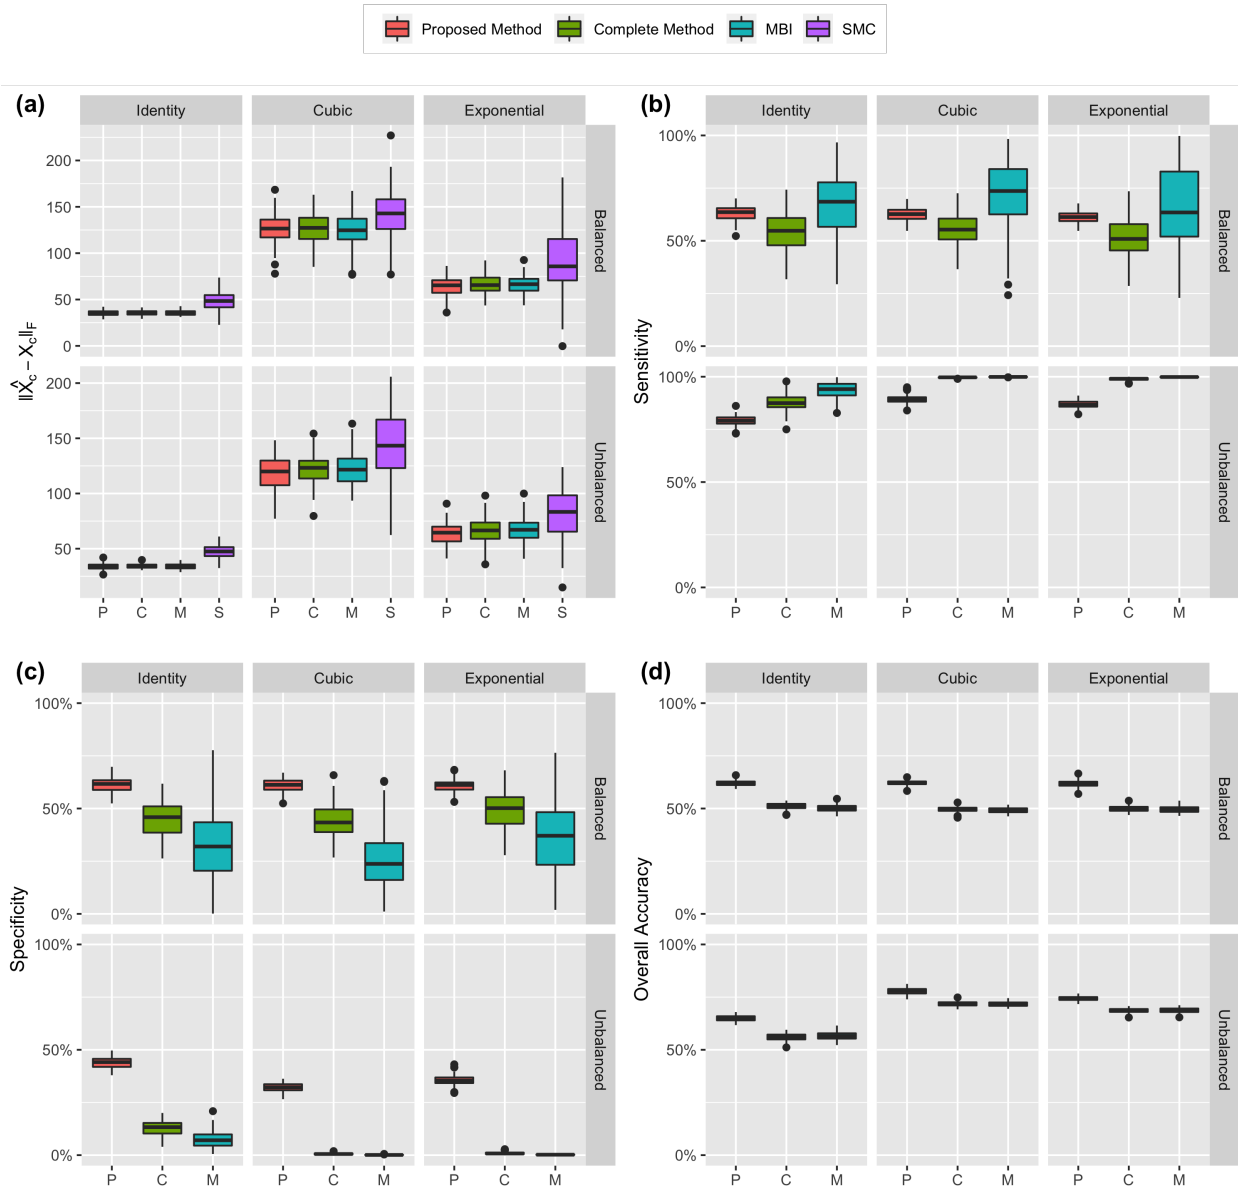 Proposed Method Complete Method MBI SMC
(a)
Identity Cubic Exponential
||X̂c – Xc||F
200
150
100
50
0
Balanced
200
150
100
50
Unbalanced
P C M S P C M S P C M S
(b)
Identity Cubic Exponential
Sensitivity
100%
50%
0%
Balanced
100%
50%
0%
Unbalanced
P C M P C M P C M
(c)
Identity Cubic Exponential
Specificity
100%
50%
0%
Balanced
100%
50%
0%
Unbalanced
P C M P C M P C M
(d)
Identity Cubic Exponential
Overall Accuracy
100%
50%
0%
Balanced
100%
50%
0%
Unbalanced
P C M P C M P C M